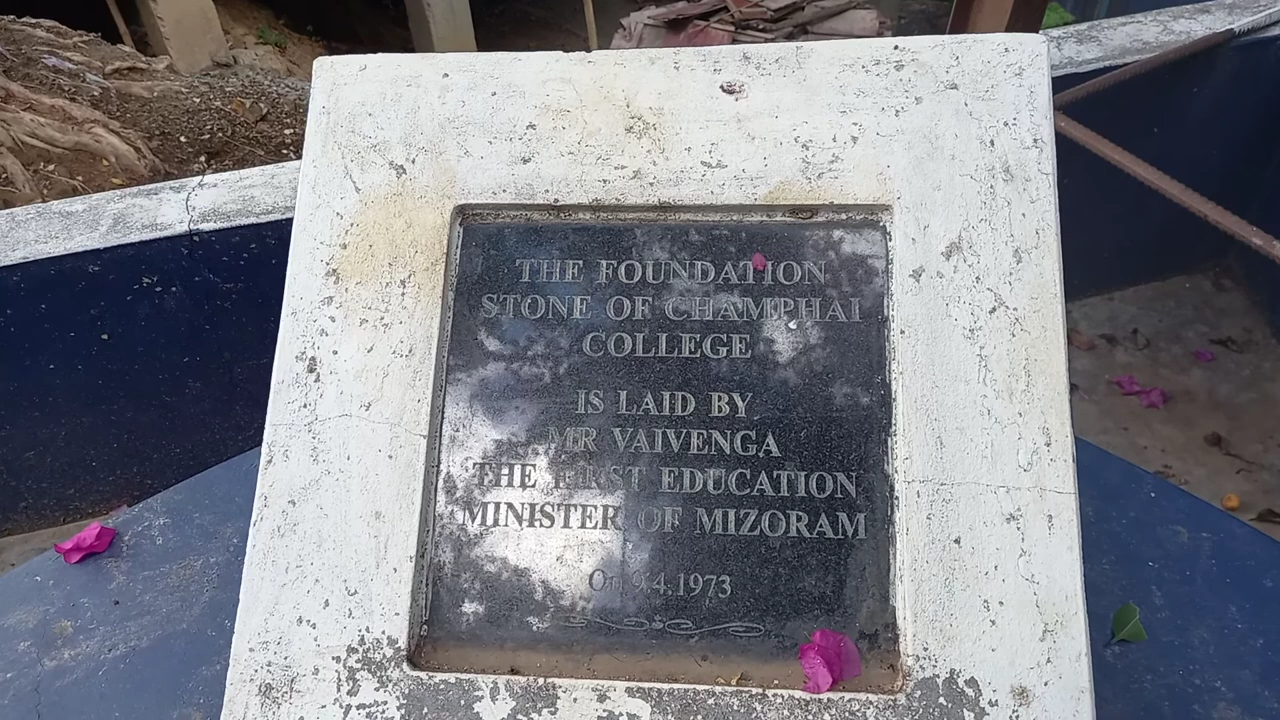 THE FOUNDATION
STONE OF CHAMPHAI
COLLEGE
IS LAID BY
MR VAIVENGA
THE FIRST EDUCATION
MINISTER OF MIZORAM
On 9.4.1973